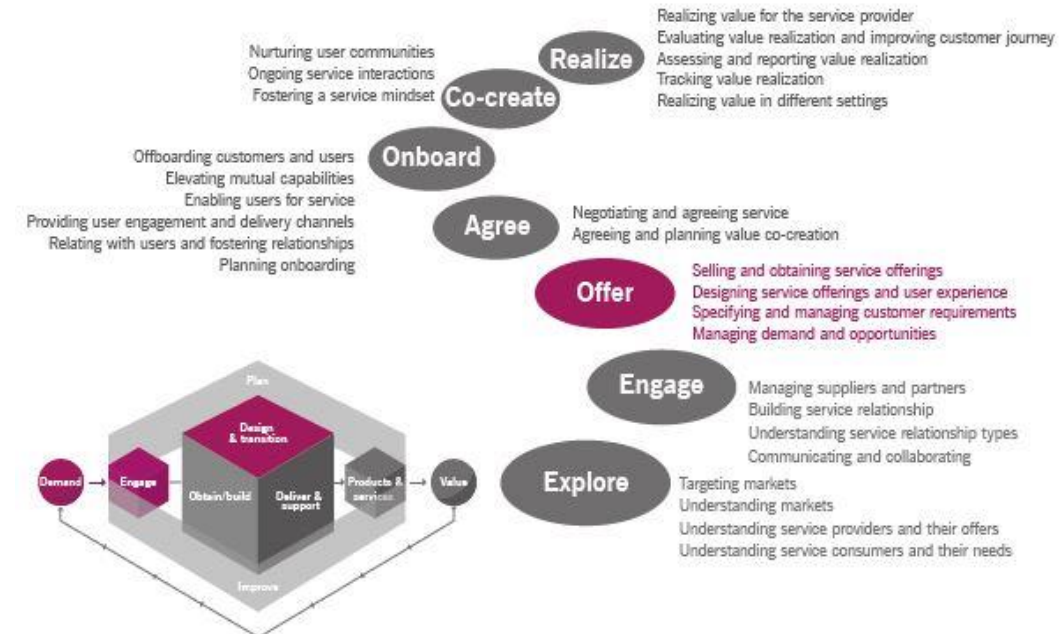 Realizing value for the service provider
Evaluating value realization and improving customer journey
Assessing and reporting value realization
Tracking value realization
Realizing value in different settings
Realize
Nurturing user communities
Ongoing service interactions
Fostering a service mindset
Co-create
Offboarding customers and users
Elevating mutual capabilities
Enabling users for service
Providing user engagement and delivery channels
Relating with users and fostering relationships
Planning onboarding
Onboard
Agree
Negotiating and agreeing service
Agreeing and planning value co-creation
Offer
Selling and obtaining service offerings
Designing service offerings and user experience
Specifying and managing customer requirements
Managing demand and opportunities
Engage
Managing suppliers and partners
Building service relationship
Understanding service relationship types
Communicating and collaborating
Explore
Targeting markets
Understanding markets
Understanding service providers and their offers
Understanding service consumers and their needs
Plan
Design
& transition
Demand
Engage
Obtain/build
Deliver &
support
Products &
services
Value
Improve